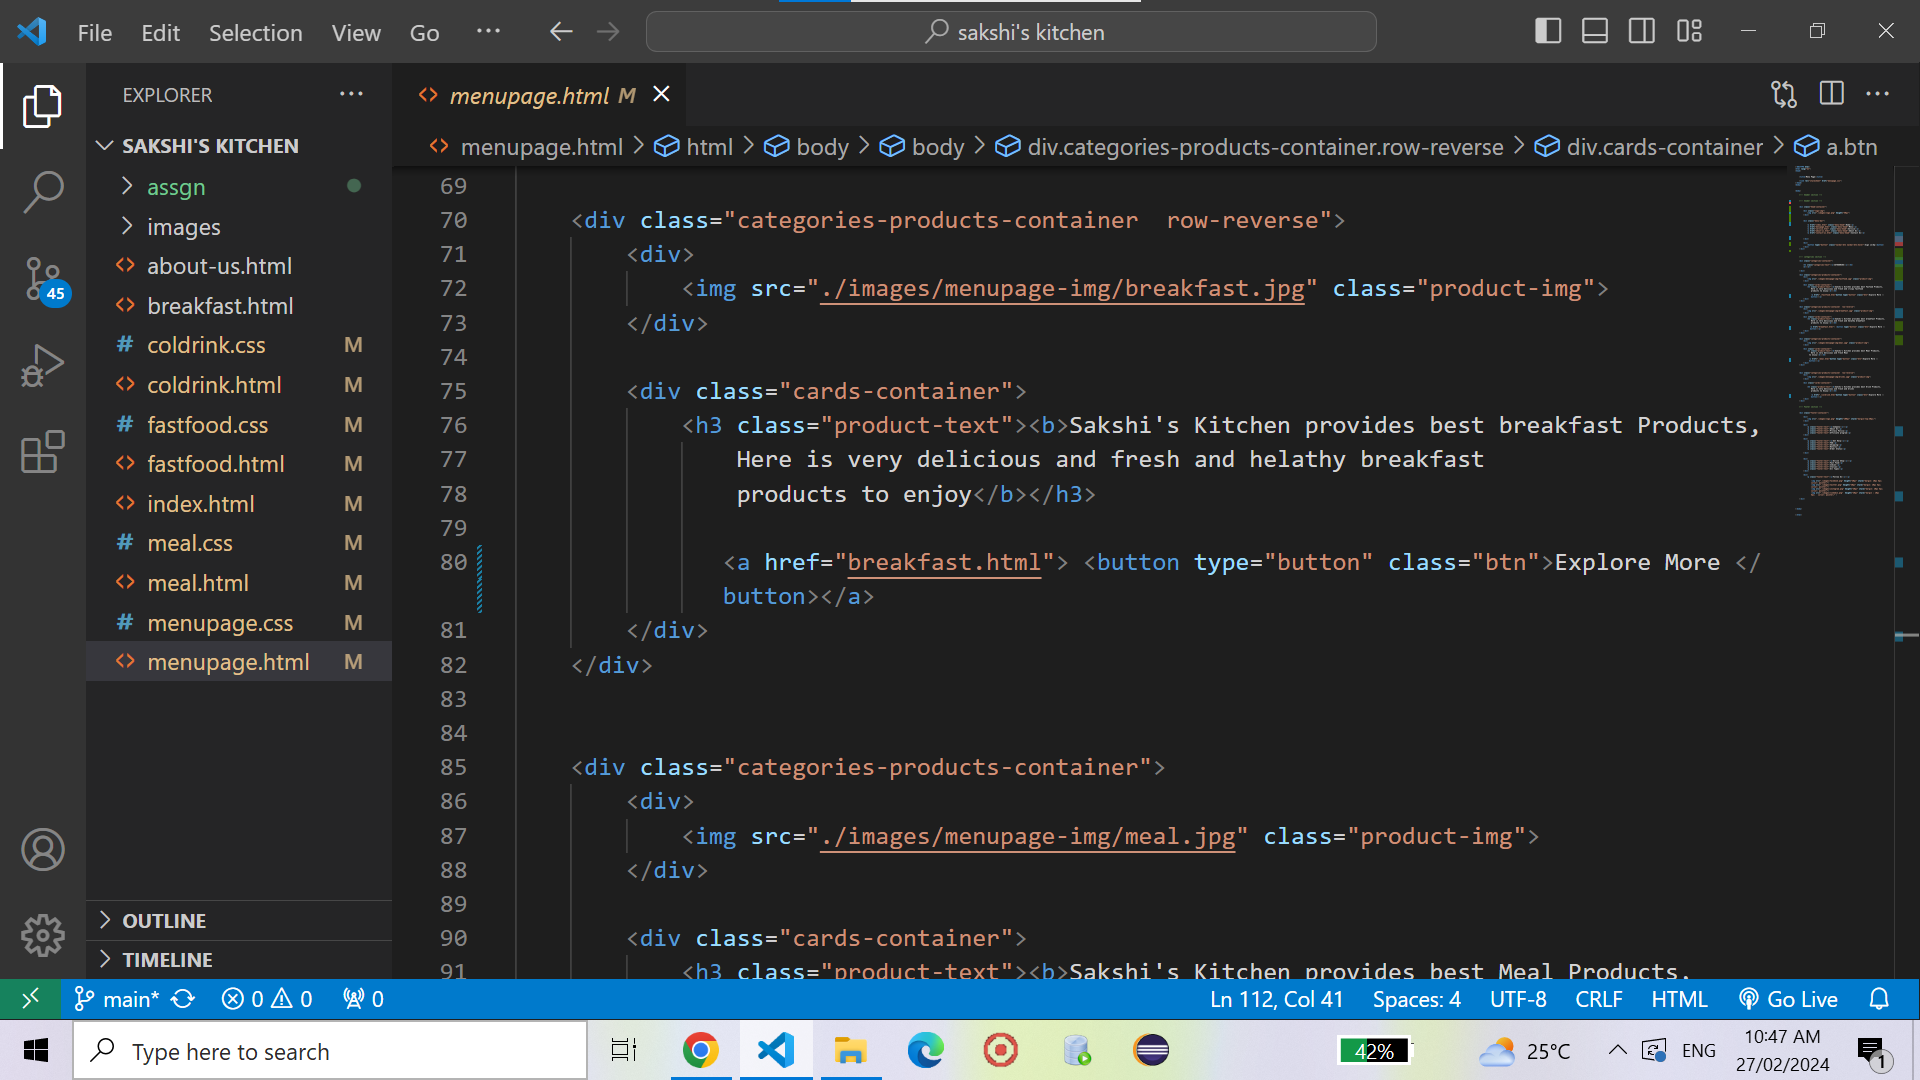 File Edit Selection View Go ··· sakshi's kitchen
EXPLORER ···
SAKSHI'S KITCHEN
assgn
images
about-us.html
breakfast.html
coldrink.css M
coldrink.html M
fastfood.css M
fastfood.html M
index.html M
meal.css M
meal.html M
menupage.css M
menupage.html M
OUTLINE
TIMELINE
45
menupage.html M
menupage.html > html > body > body > div.categories-products-container.row-reverse > div.cards-container > a.btn
69
70 <div class="categories-products-container  row-reverse">
71 <div>
72 <img src="./images/menupage-img/breakfast.jpg" class="product-img">
73 </div>
74
75 <div class="cards-container">
76 <h3 class="product-text"><b>Sakshi's Kitchen provides best breakfast Products,
77 Here is very delicious and fresh and helathy breakfast
78 products to enjoy</b></h3>
79
80 <a href="breakfast.html"> <button type="button" class="btn">Explore More </
button></a>
81 </div>
82 </div>
83
84
85 <div class="categories-products-container">
86 <div>
87 <img src="./images/menupage-img/meal.jpg" class="product-img">
88 </div>
89
90 <div class="cards-container">
91 <h3 class="product-text"><b>Sakshi's Kitchen provides best Meal Products,
main* 0 0 0 Ln 112, Col 41 Spaces: 4 UTF-8 CRLF HTML Go Live
Type here to search 42% 25°C ENG 10:47 AM
27/02/2024 1